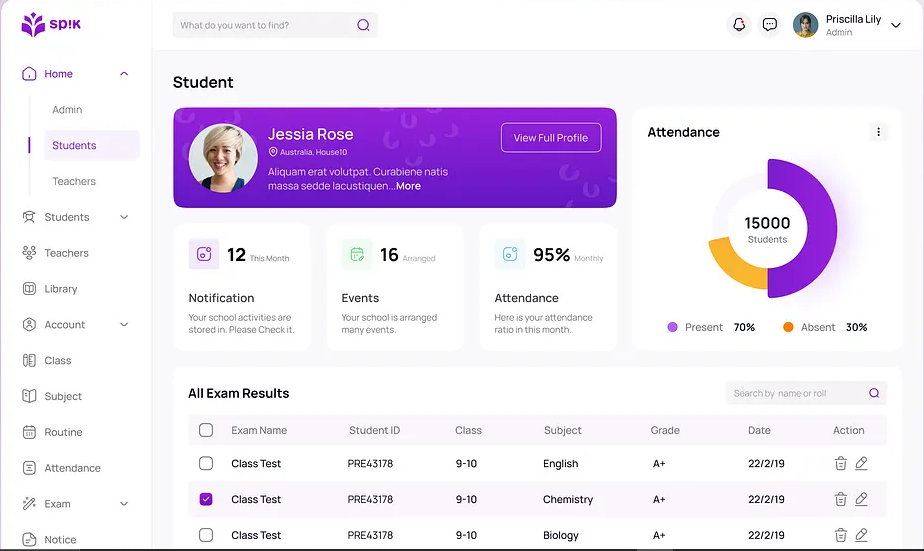 sp!k
What do you want to find?
Priscilla Lily
Admin
Home
Admin
Students
Teachers
Students
Teachers
Library
Account
Class
Subject
Routine
Attendance
Exam
Notice
Student
Jessia Rose
Australia, House10
Aliquam erat volutpat. Curabiene natis
massa sedde lacustiquen...More
View Full Profile
12 This Month
Notification
Your school activities are
stored in. Please Check it.
16 Arranged
Events
Your school is arranged
many events.
95% Monthly
Attendance
Here is your attendance
ratio in this month.
Attendance
15000
Students
Present 70% Absent 30%
All Exam Results
Search by name or roll
Exam Name Student ID Class Subject Grade Date Action
Class Test PRE43178 9-10 English A+ 22/2/19
Class Test PRE43178 9-10 Chemistry A+ 22/2/19
Class Test PRE43178 9-10 Biology A+ 22/2/19